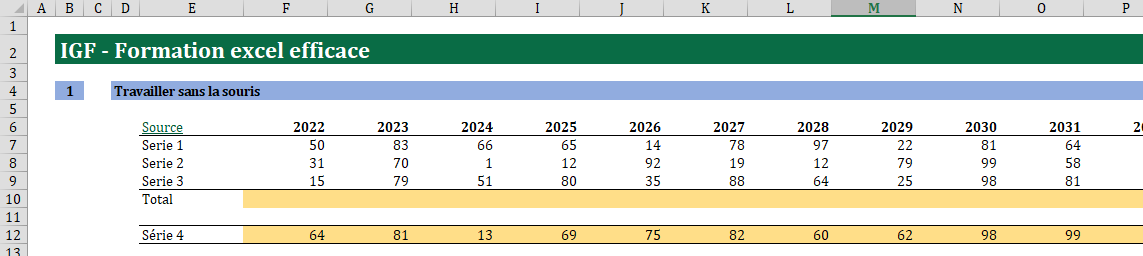 A B C D E F G H I J K L M N O P
1
2 IGF - Formation excel efficace
3
4 1 Travailler sans la souris
5
6 Source 2022 2023 2024 2025 2026 2027 2028 2029 2030 2031
7 Serie 1 50 83 66 65 14 78 97 22 81 64
8 Serie 2 31 70 1 12 92 19 12 79 99 58
9 Serie 3 15 79 51 80 35 88 64 25 98 81
10 Total
11
12 Série 4 64 81 13 69 75 82 60 62 98 99
13